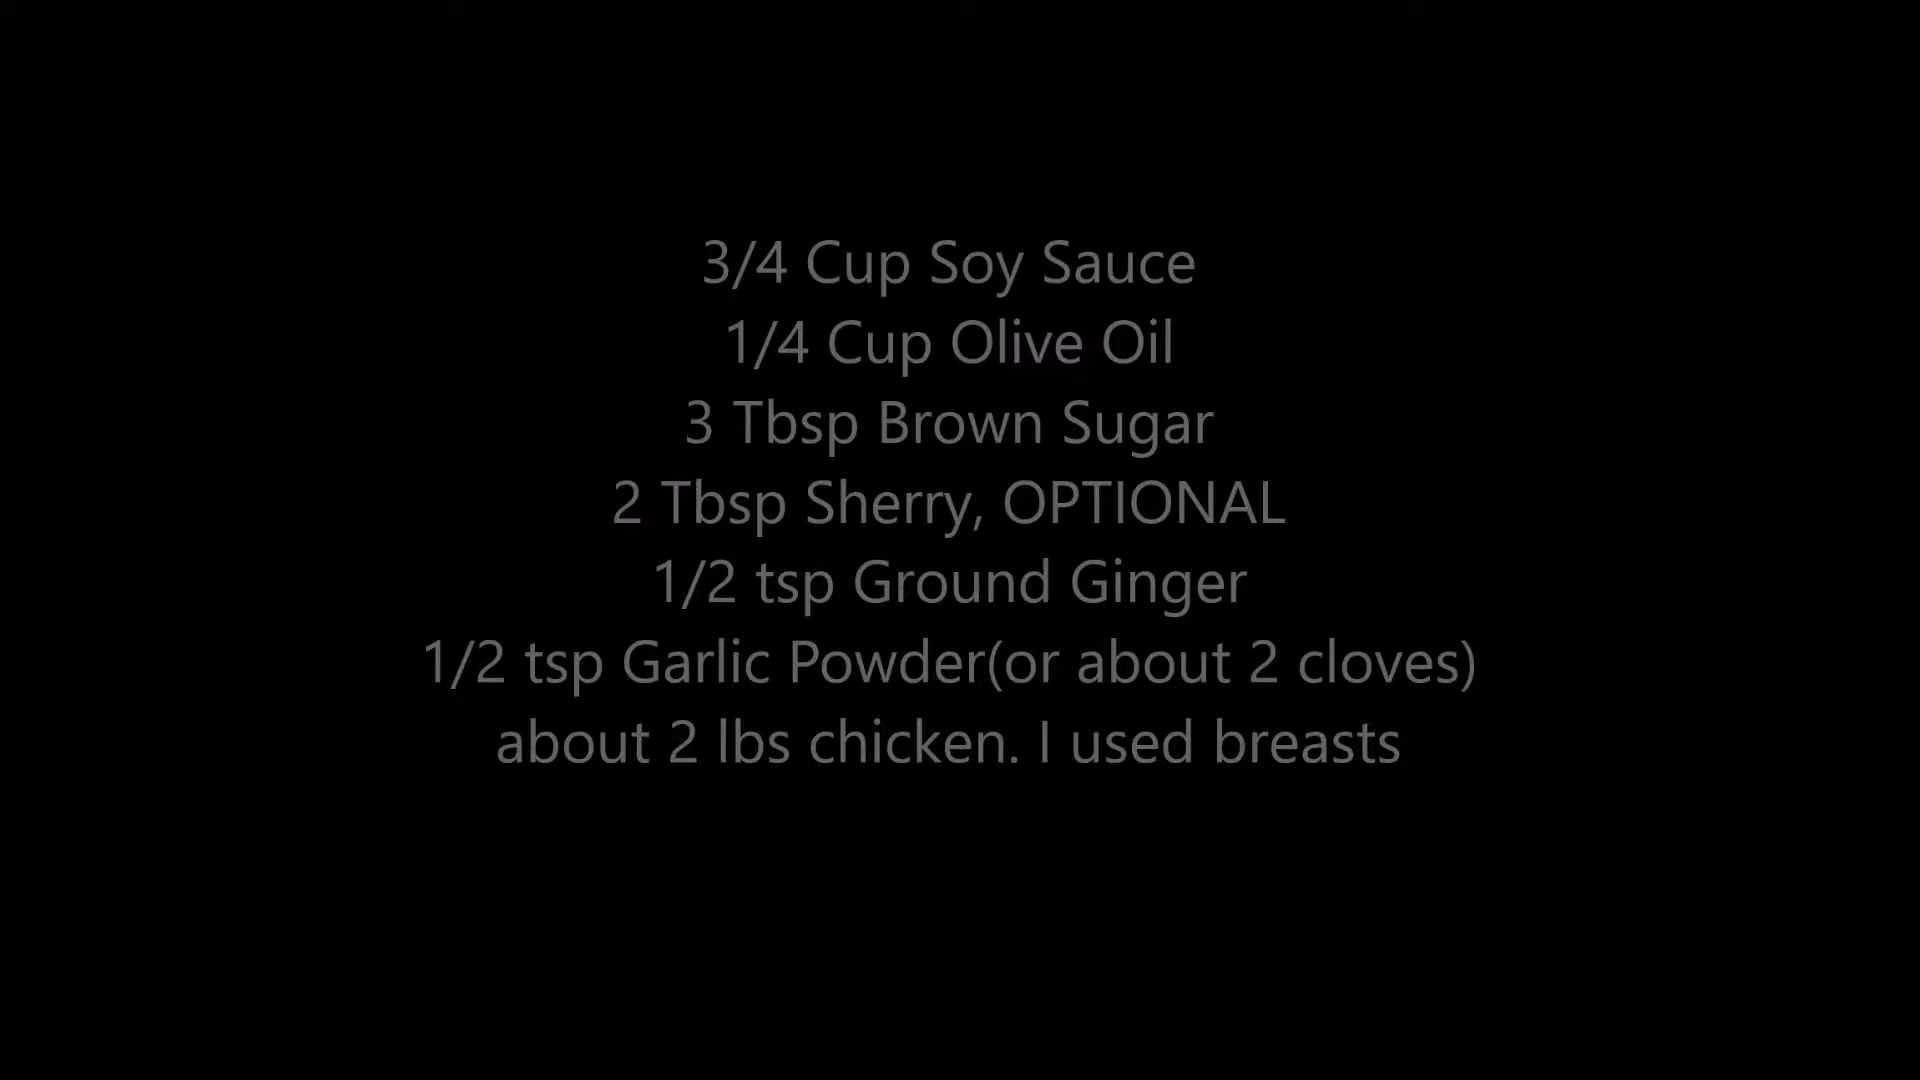 3/4 Cup Soy Sauce
1/4 Cup Olive Oil
3 Tbsp Brown Sugar
2 Tbsp Sherry, OPTIONAL
1/2 tsp Ground Ginger
1/2 tsp Garlic Powder(or about 2 cloves)
about 2 lbs chicken. I used breasts